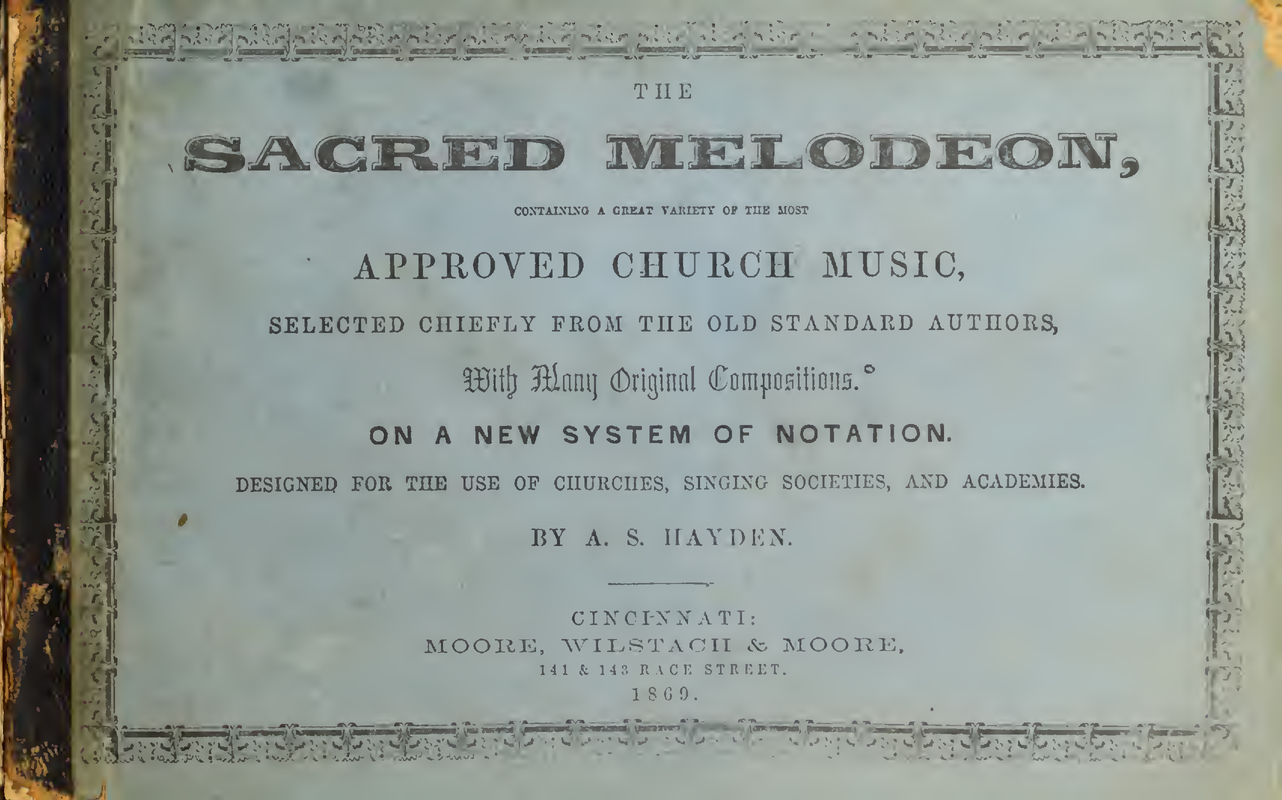 THE
SACRED MELODEON,
CONTAINING A GREAT VARIETY OF THE MOST
APPROVED CHURCH MUSIC,
SELECTED CHIEFLY FROM THE OLD STANDARD AUTHORS,
With Many Original Compositions.
ON A NEW SYSTEM OF NOTATION.
DESIGNED FOR THE USE OF CHURCHES, SINGING SOCIETIES, AND ACADEMIES.
BY A. S. HAYDEN.
CINCINNATI:
MOORE, WILSTACH & MOORE,
141 & 143 RACE STREET.
1869.